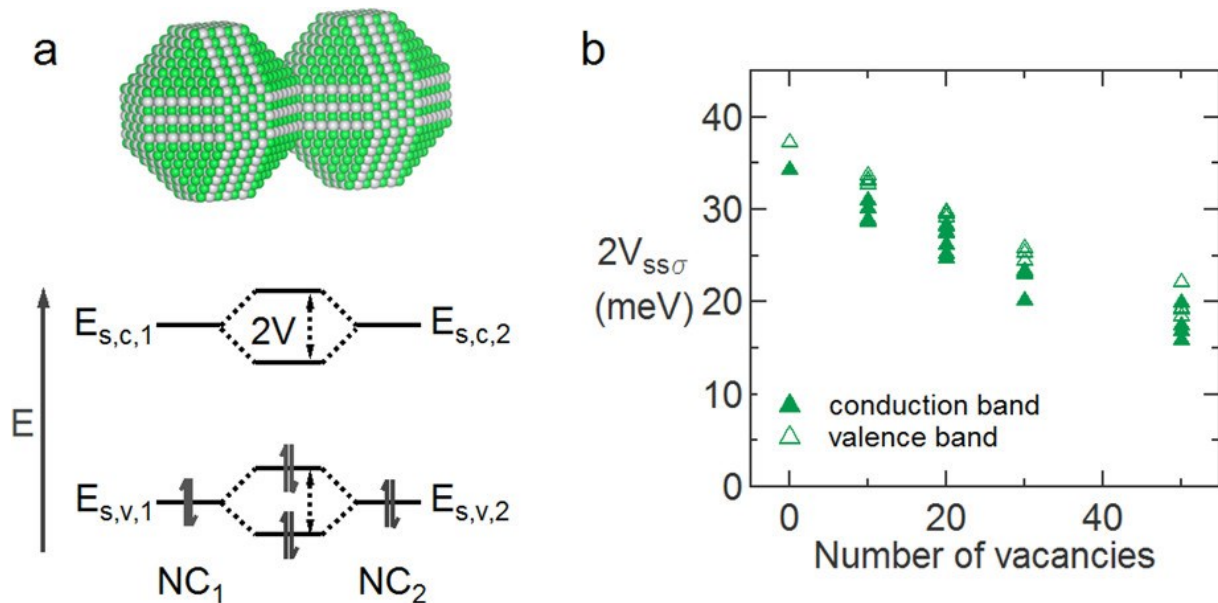 a
E
E_{s,c,1}
2V
E_{s,c,2}
E_{s,v,1}
E_{s,v,2}
NC_1
NC_2
b
40
30
20
10
0
2V_{ssσ}
(meV)
conduction band
valence band
0
20
40
Number of vacancies